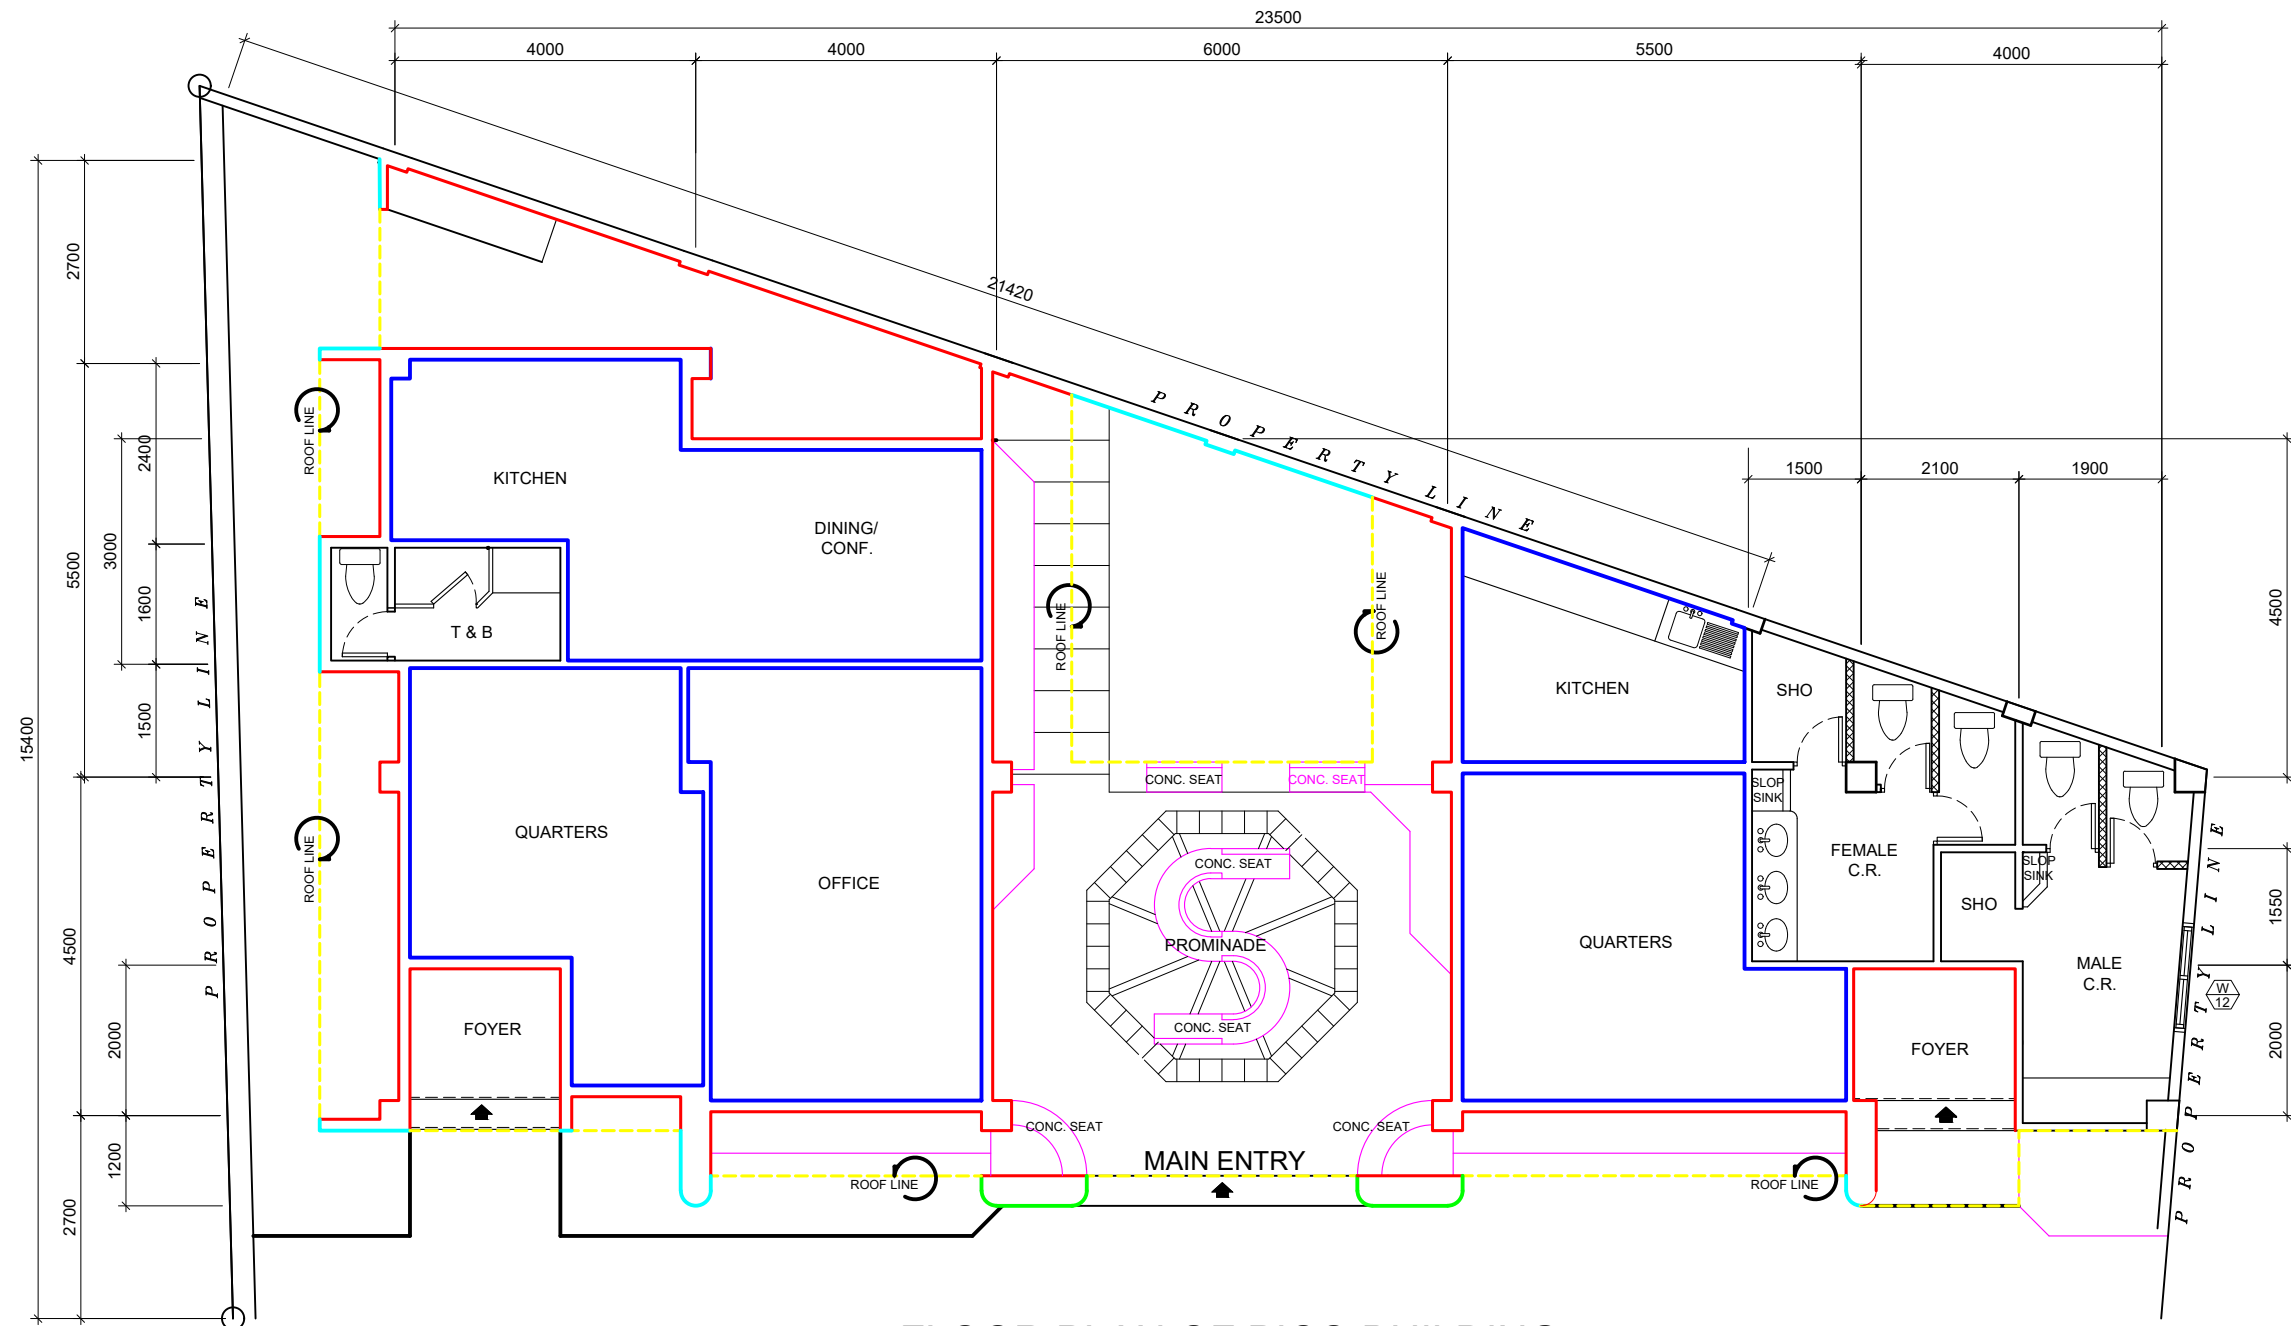 23500
4000
4000
6000
5500
4000
21420
2700
2400
3000
5500
1600
1500
15400
4500
2000
1200
2700
1500
2100
1900
4500
1550
2000
PROPERTY LINE
PROPERTY LINE
PROPERTY LINE
PROPERTY LINE
ROOF LINE
ROOF LINE
ROOF LINE
ROOF LINE
ROOF LINE
ROOF LINE
KITCHEN
DINING/
CONF.
T & B
QUARTERS
OFFICE
FOYER
CONC. SEAT
CONC. SEAT
CONC. SEAT
PROMINADE
CONC. SEAT
CONC. SEAT
CONC. SEAT
MAIN ENTRY
KITCHEN
SHO
SLOP
SINK
FEMALE
C.R.
QUARTERS
SLOP
SINK
SHO
MALE
C.R.
FOYER
W
12